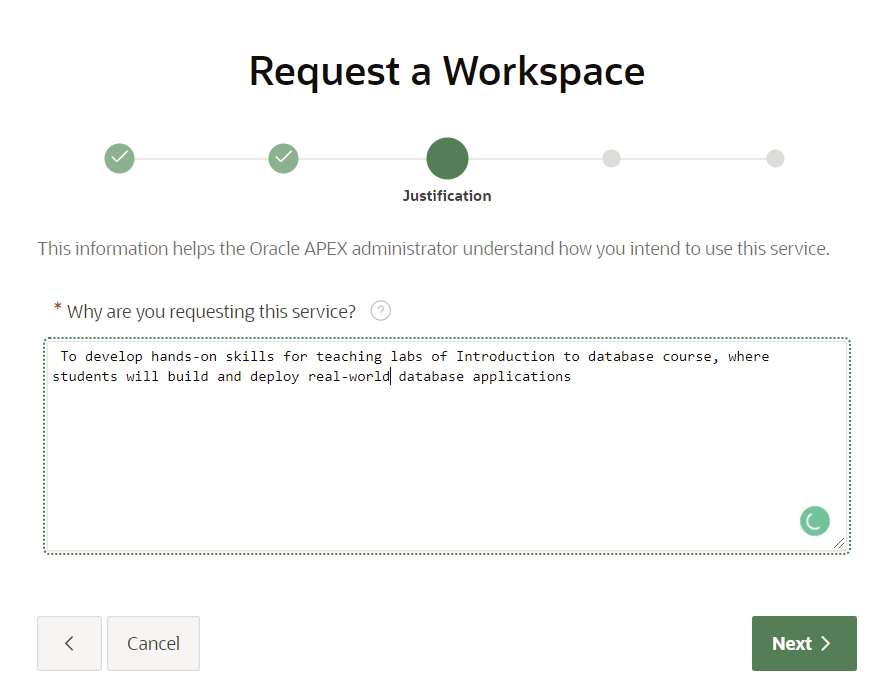 Request a Workspace
Justification
This information helps the Oracle APEX administrator understand how you intend to use this service.
* Why are you requesting this service? ?
To develop hands-on skills for teaching labs of Introduction to database course, where
students will build and deploy real-world database applications
Cancel
Next